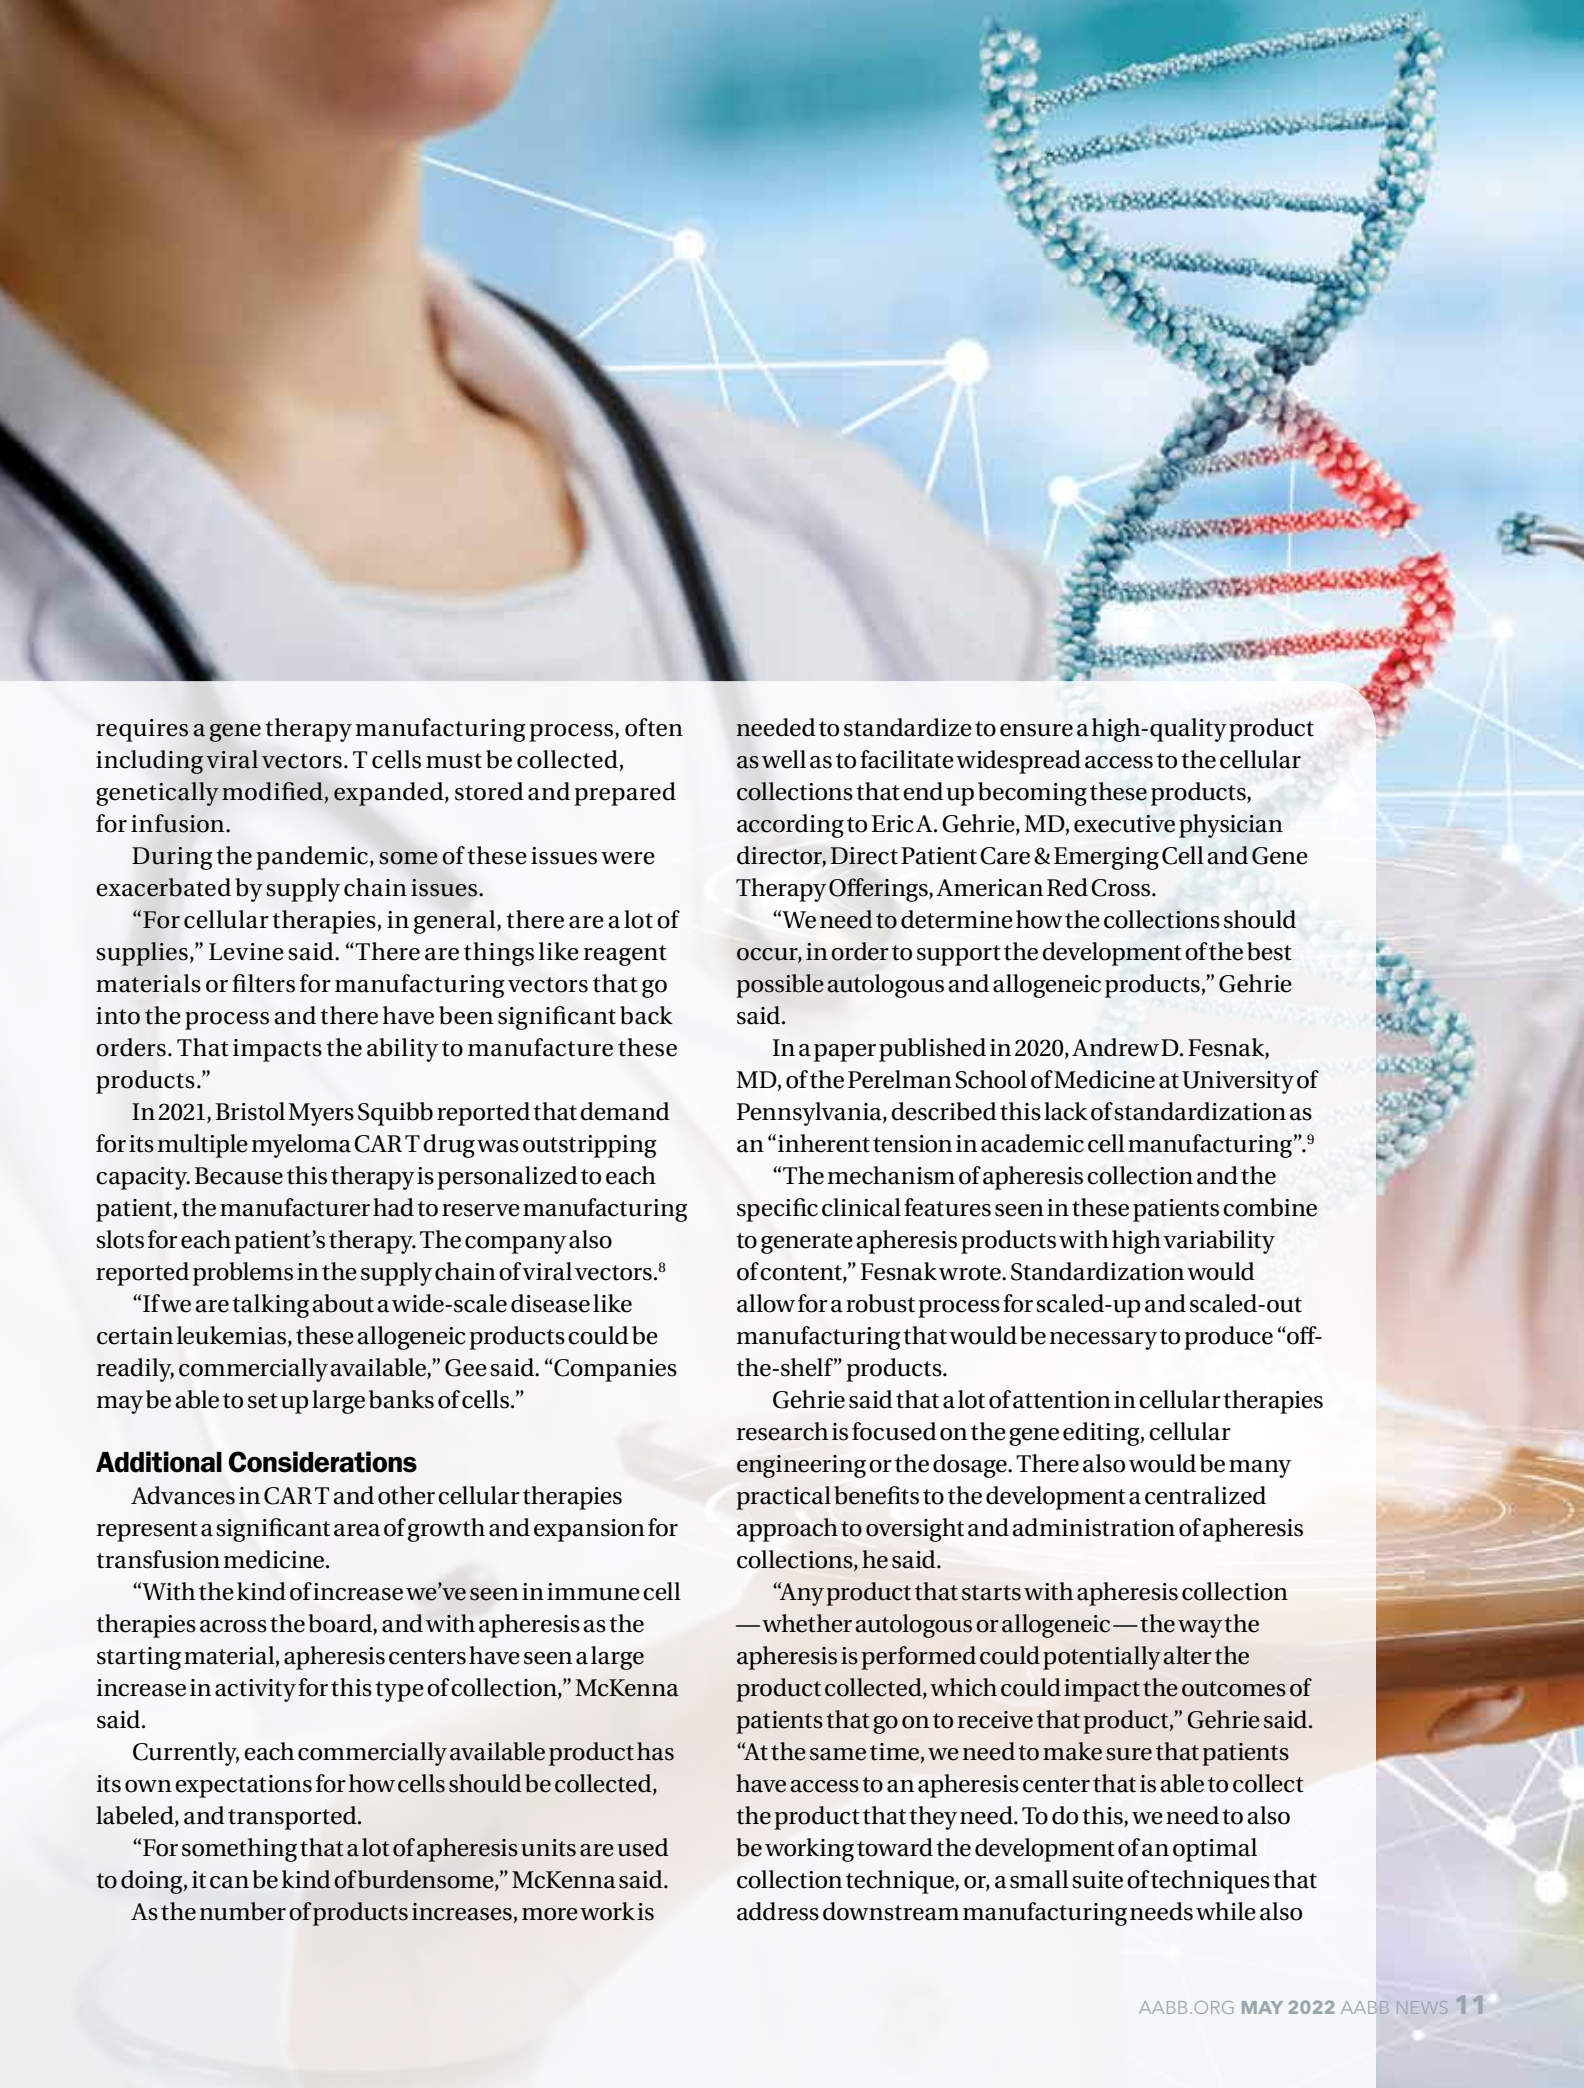 requires a gene therapy manufacturing process, often
including viral vectors. T cells must be collected,
genetically modified, expanded, stored and prepared
for infusion.
During the pandemic, some of these issues were
exacerbated by supply chain issues.
“For cellular therapies, in general, there are a lot of
supplies,” Levine said. “There are things like reagent
materials or filters for manufacturing vectors that go
into the process and there have been significant back
orders. That impacts the ability to manufacture these
products.”
In 2021, Bristol Myers Squibb reported that demand
for its multiple myeloma CAR T drug was outstripping
capacity. Because this therapy is personalized to each
patient, the manufacturer had to reserve manufacturing
slots for each patient’s therapy. The company also
reported problems in the supply chain of viral vectors.⁸
“If we are talking about a wide-scale disease like
certain leukemias, these allogeneic products could be
readily, commercially available,” Gee said. “Companies
may be able to set up large banks of cells.”
Additional Considerations
Advances in CAR T and other cellular therapies
represent a significant area of growth and expansion for
transfusion medicine.
“With the kind of increase we’ve seen in immune cell
therapies across the board, and with apheresis as the
starting material, apheresis centers have seen a large
increase in activity for this type of collection,” McKenna
said.
Currently, each commercially available product has
its own expectations for how cells should be collected,
labeled, and transported.
“For something that a lot of apheresis units are used
to doing, it can be kind of burdensome,” McKenna said.
As the number of products increases, more work is
needed to standardize to ensure a high-quality product
as well as to facilitate widespread access to the cellular
collections that end up becoming these products,
according to Eric A. Gehrie, MD, executive physician
director, Direct Patient Care & Emerging Cell and Gene
Therapy Offerings, American Red Cross.
“We need to determine how the collections should
occur, in order to support the development of the best
possible autologous and allogeneic products,” Gehrie
said.
In a paper published in 2020, Andrew D. Fesnak,
MD, of the Perelman School of Medicine at University of
Pennsylvania, described this lack of standardization as
an “inherent tension in academic cell manufacturing”.⁹
“The mechanism of apheresis collection and the
specific clinical features seen in these patients combine
to generate apheresis products with high variability
of content,” Fesnak wrote. Standardization would
allow for a robust process for scaled-up and scaled-out
manufacturing that would be necessary to produce “off-
the-shelf” products.
Gehrie said that a lot of attention in cellular therapies
research is focused on the gene editing, cellular
engineering or the dosage. There also would be many
practical benefits to the development a centralized
approach to oversight and administration of apheresis
collections, he said.
“Any product that starts with apheresis collection
— whether autologous or allogeneic — the way the
apheresis is performed could potentially alter the
product collected, which could impact the outcomes of
patients that go on to receive that product,” Gehrie said.
“At the same time, we need to make sure that patients
have access to an apheresis center that is able to collect
the product that they need. To do this, we need to also
be working toward the development of an optimal
collection technique, or, a small suite of techniques that
address downstream manufacturing needs while also
AABB.ORG MAY 2022 AABB NEWS 11